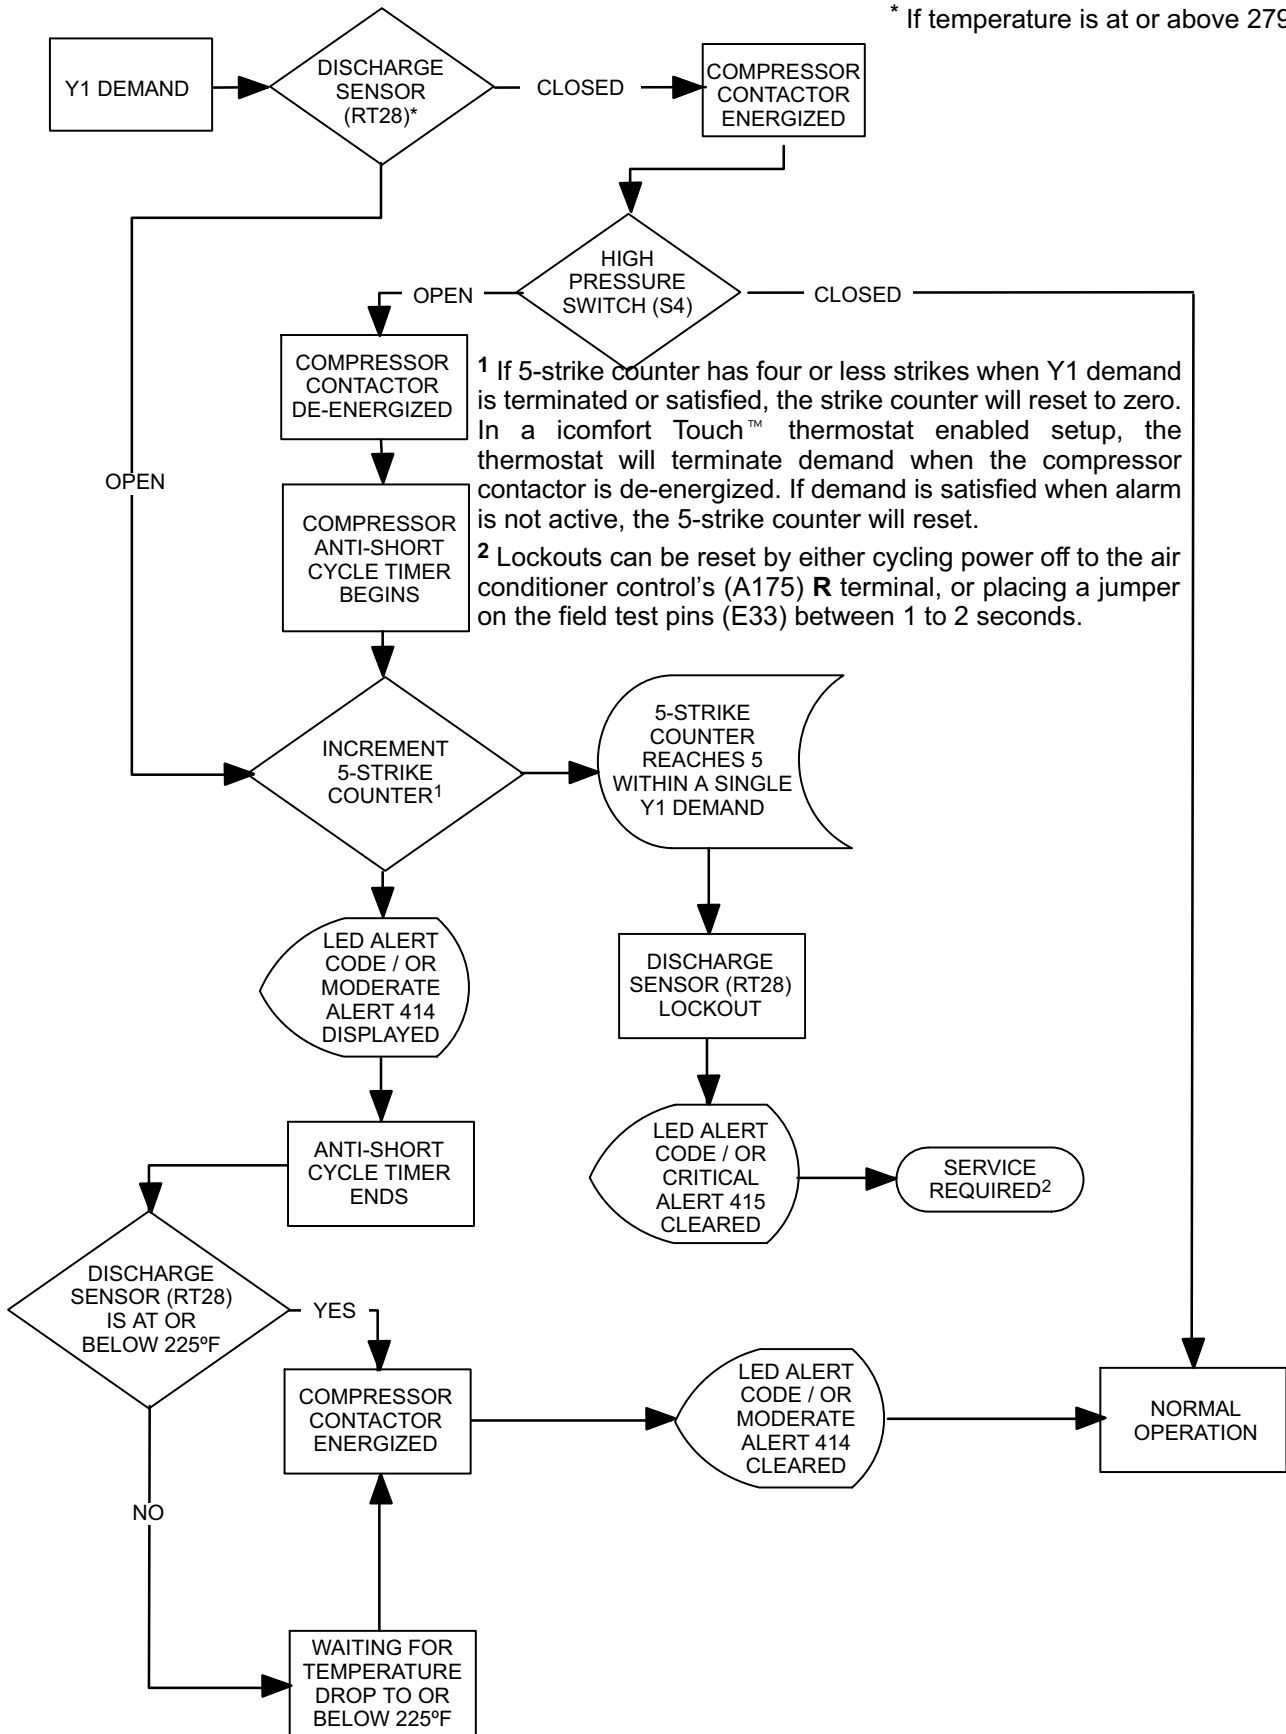 * If temperature is at or above 279
Y1 DEMAND
DISCHARGE
SENSOR
(RT28)*
CLOSED
COMPRESSOR
CONTACTOR
ENERGIZED
HIGH
PRESSURE
SWITCH (S4)
OPEN
CLOSED
COMPRESSOR
CONTACTOR
DE-ENERGIZED
1 If 5-strike counter has four or less strikes when Y1 demand
is terminated or satisfied, the strike counter will reset to zero.
In a icomfort Touch™ thermostat enabled setup, the
thermostat will terminate demand when the compressor
contactor is de-energized. If demand is satisfied when alarm
is not active, the 5-strike counter will reset.
2 Lockouts can be reset by either cycling power off to the air
conditioner control's (A175) R terminal, or placing a jumper
on the field test pins (E33) between 1 to 2 seconds.
OPEN
COMPRESSOR
ANTI-SHORT
CYCLE TIMER
BEGINS
INCREMENT
5-STRIKE
COUNTER1
5-STRIKE
COUNTER
REACHES 5
WITHIN A SINGLE
Y1 DEMAND
LED ALERT
CODE / OR
MODERATE
ALERT 414
DISPLAYED
DISCHARGE
SENSOR (RT28)
LOCKOUT
ANTI-SHORT
CYCLE TIMER
ENDS
LED ALERT
CODE / OR
CRITICAL
ALERT 415
CLEARED
SERVICE
REQUIRED2
DISCHARGE
SENSOR (RT28)
IS AT OR
BELOW 225ºF
YES
COMPRESSOR
CONTACTOR
ENERGIZED
LED ALERT
CODE / OR
MODERATE
ALERT 414
CLEARED
NORMAL
OPERATION
NO
WAITING FOR
TEMPERATURE
DROP TO OR
BELOW 225ºF